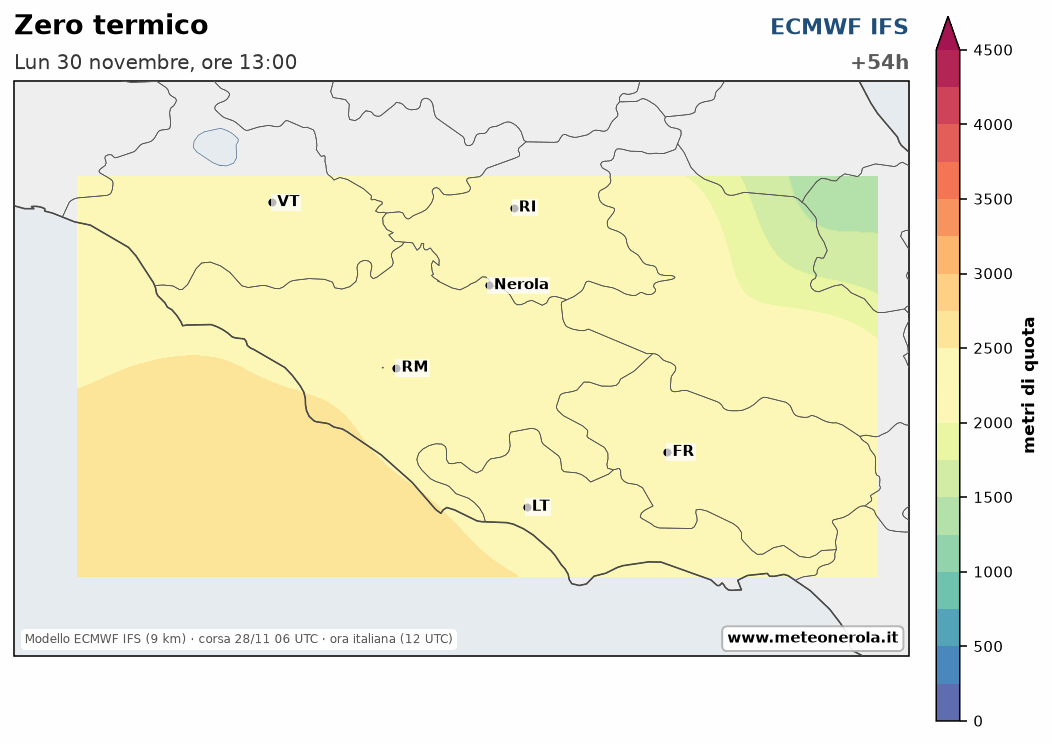 Zero termico
ECMWF IFS
Lun 30 novembre, ore 13:00
+54h
VT
RI
Nerola
RM
FR
LT
Modello ECMWF IFS (9 km) · corsa 28/11 06 UTC · ora italiana (12 UTC)
www.meteonerola.it
4500
4000
3500
3000
2500
2000
1500
1000
500
0
metri di quota